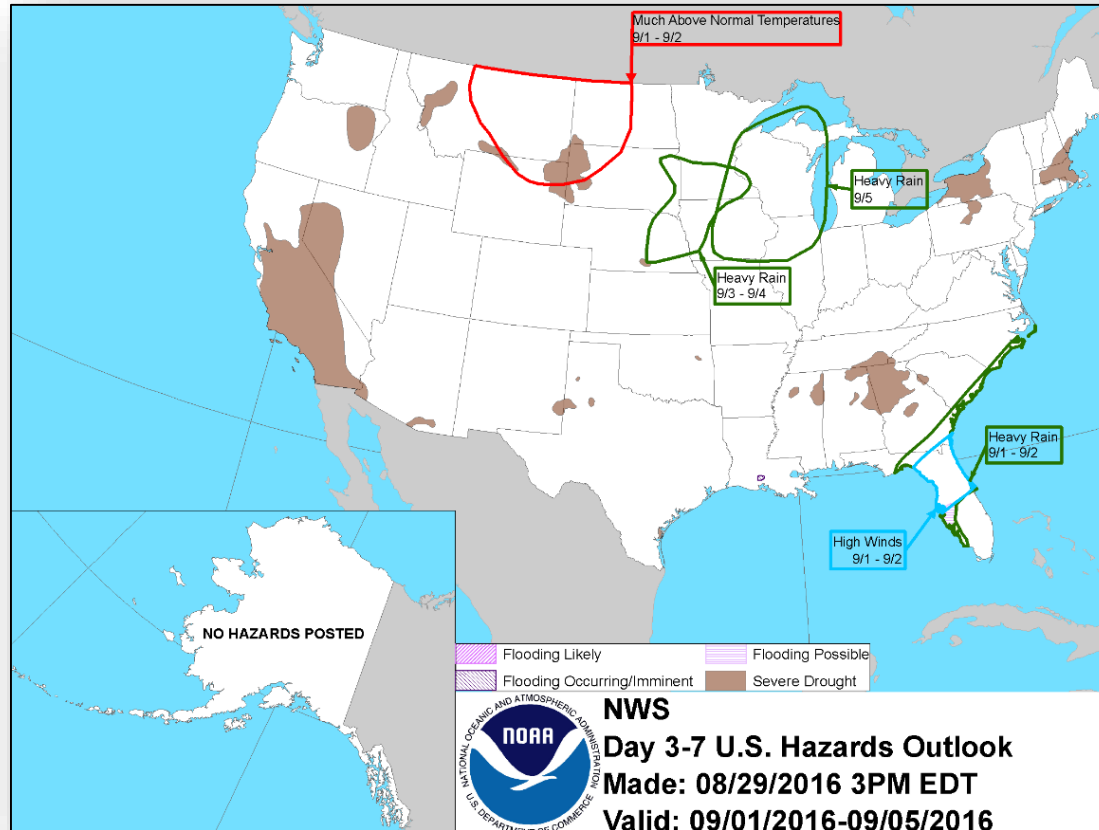 Much Above Normal Temperatures
9/1 - 9/2
Heavy Rain
9/5
Heavy Rain
9/3 - 9/4
Heavy Rain
9/1 - 9/2
High Winds
9/1 - 9/2
NO HAZARDS POSTED
Flooding Likely
Flooding Possible
Flooding Occurring/Imminent
Severe Drought
NATIONAL OCEANIC AND ATMOSPHERIC ADMINISTRATION
NOAA
U.S. DEPARTMENT OF COMMERCE
NWS
Day 3-7 U.S. Hazards Outlook
Made: 08/29/2016 3PM EDT
Valid: 09/01/2016-09/05/2016